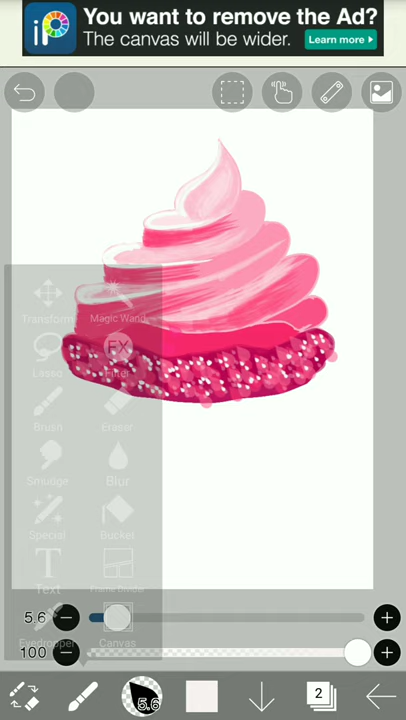 iP
You want to remove the Ad?
The canvas will be wider.
Learn more
Transform
Magic Wand
Lasso
FX
Filter
Brush
Eraser
Smudge
Blur
Special
Bucket
T
Text
Frame Divider
Eyedropper
Canvas
5.6
100
5.6
2